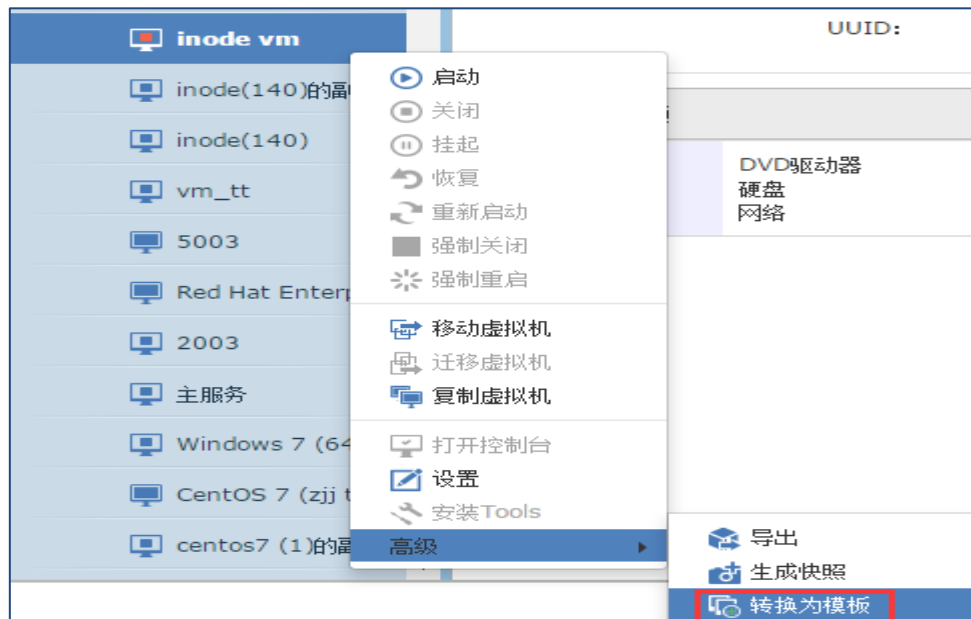 inode vm
inode(140)的副
inode(140)
vm_tt
5003
Red Hat Enterp
2003
主服务
Windows 7 (64
CentOS 7 (zjj t
centos7 (1)的副
启动
关闭
挂起
恢复
重新启动
强制关闭
强制重启
移动虚拟机
迁移虚拟机
复制虚拟机
打开控制台
设置
安装Tools
高级
导出
生成快照
转换为模板
UUID:
DVD驱动器
硬盘
网络